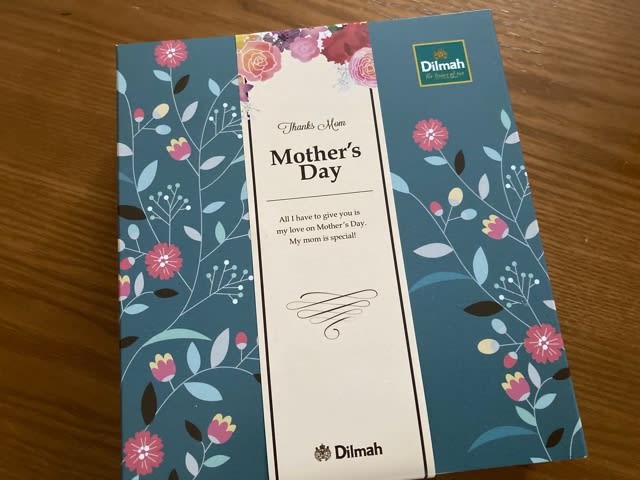 Dilmah
Thanks Mom
Mother's
Day
All I have to give you is
my love on Mother's Day.
My mom is special!
Dilmah